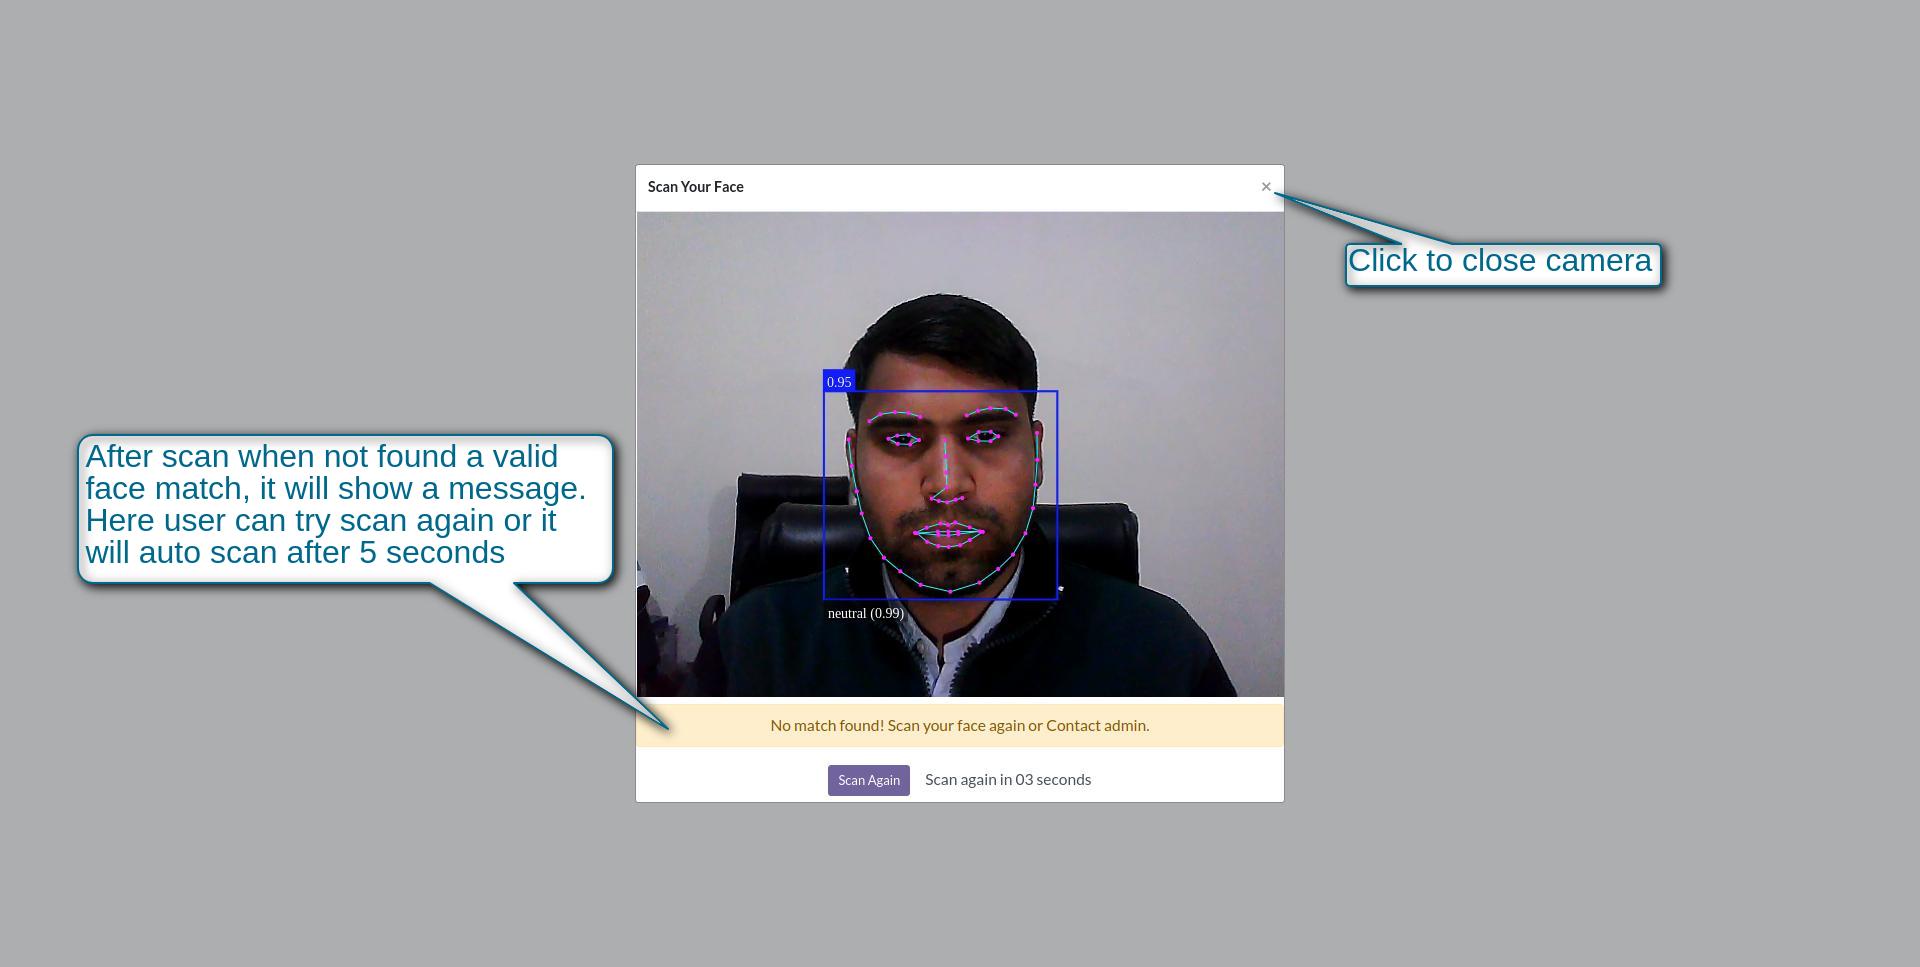 Scan Your Face
×
Click to close camera
0.95
After scan when not found a valid
face match, it will show a message.
Here user can try scan again or it
will auto scan after 5 seconds
neutral (0.99)
No match found! Scan your face again or Contact admin.
Scan Again
Scan again in 03 seconds